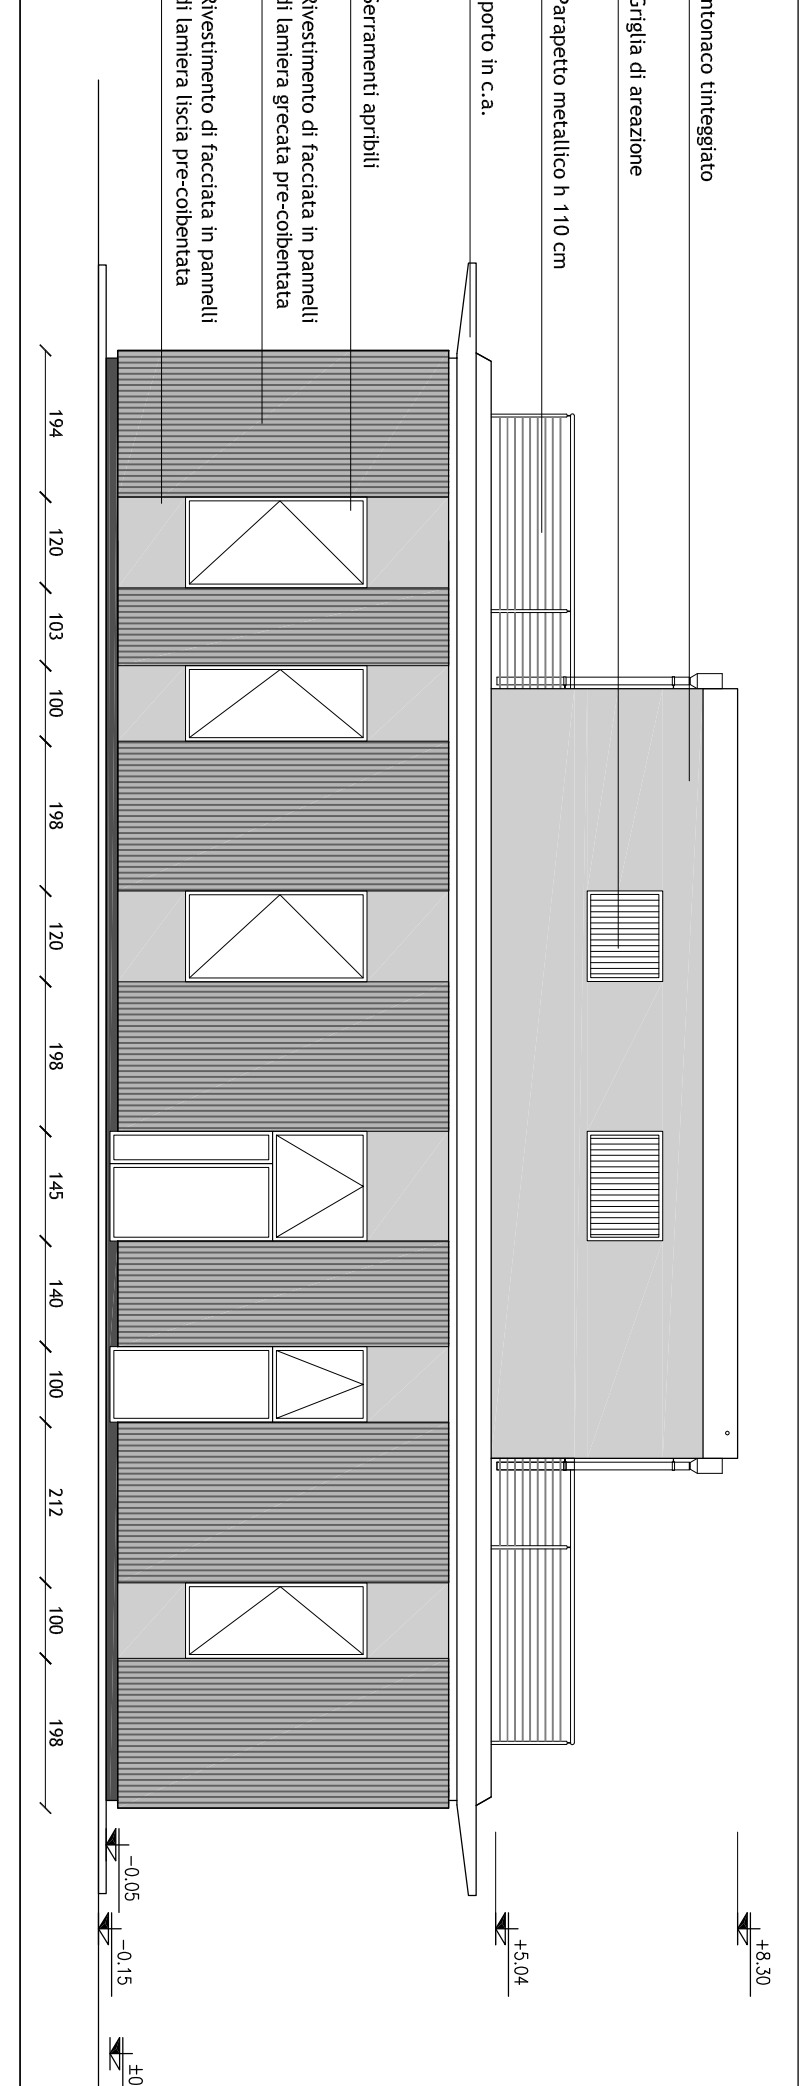 ntonaco tinteggiato
Griglia di areazione
Parapetto metallico h 110 cm
porto in c.a.
Serramenti apribili
Rivestimento di facciata in pannelli
di lamiera grecata pre-coibentata
Rivestimento di facciata in pannelli
di lamiera liscia pre-coibentata
+8.30
+5.04
-0.05
-0.15
±0
194
120
103
100
198
120
198
145
140
100
212
100
198